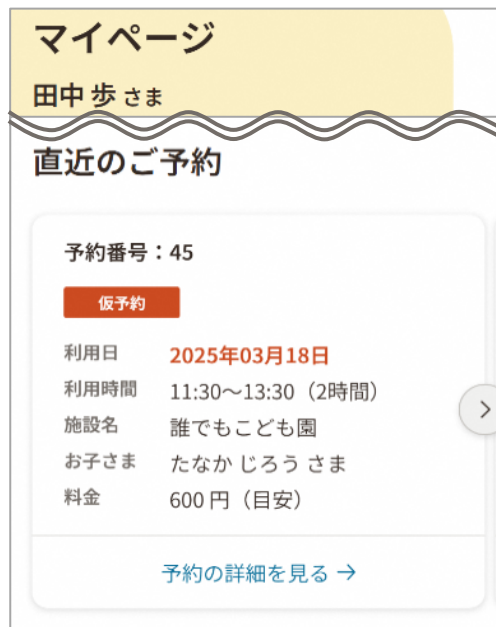 マイページ
田中 歩 さま
直近のご予約
予約番号：45
仮予約
利用日 2025年03月18日
利用時間 11:30～13:30（2時間）
施設名 誰でもこども園
お子さま たなか じろう さま
料金 600 円（目安）
予約の詳細を見る →